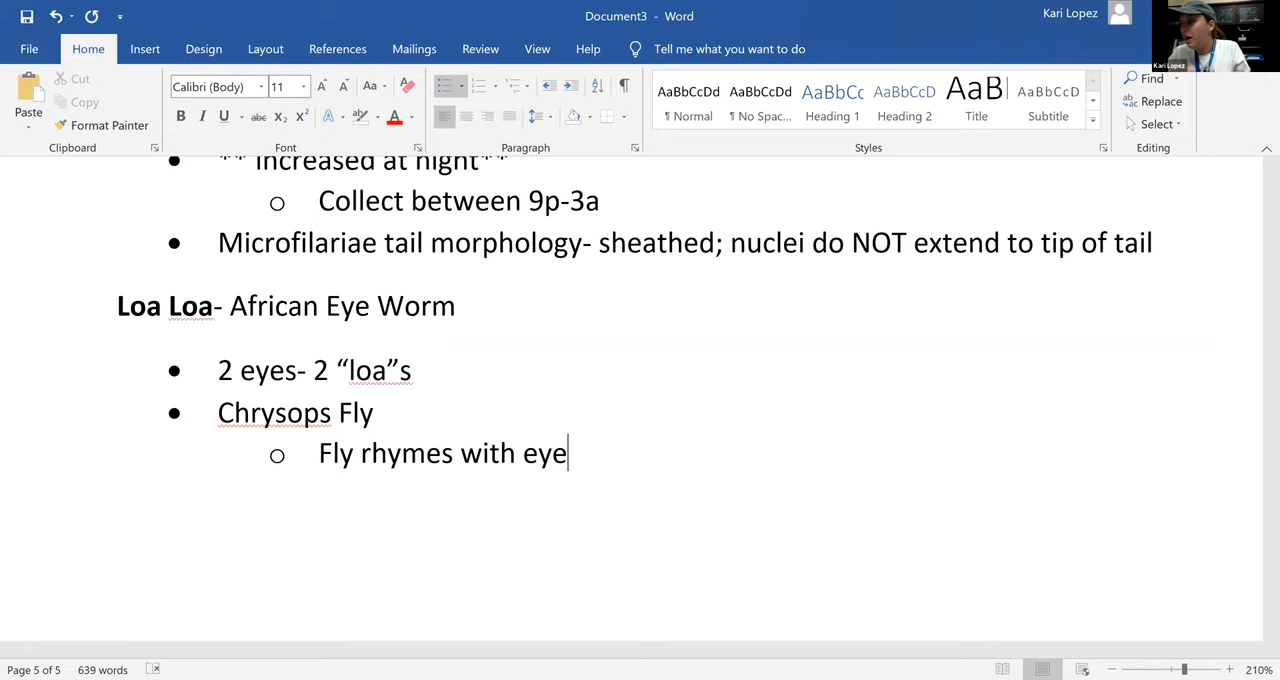 Document3 - Word
Kari Lopez
Kari Lopez
File Home Insert Design Layout References Mailings Review View Help Tell me what you want to do
Paste
Cut
Copy
Format Painter
Clipboard
Calibri (Body) 11
Font
Paragraph
AaBbCcDd AaBbCcDd AaBbCc AaBbCcD AaB AaBbCcD
¶ Normal ¶ No Spac... Heading 1 Heading 2 Title Subtitle
Styles
Find
Replace
Select
Editing
• ** Increased at night**
o Collect between 9p-3a
• Microfilariae tail morphology- sheathed; nuclei do NOT extend to tip of tail
Loa Loa- African Eye Worm
• 2 eyes- 2 “loa”s
• Chrysops Fly
o Fly rhymes with eye
Page 5 of 5 639 words
210%